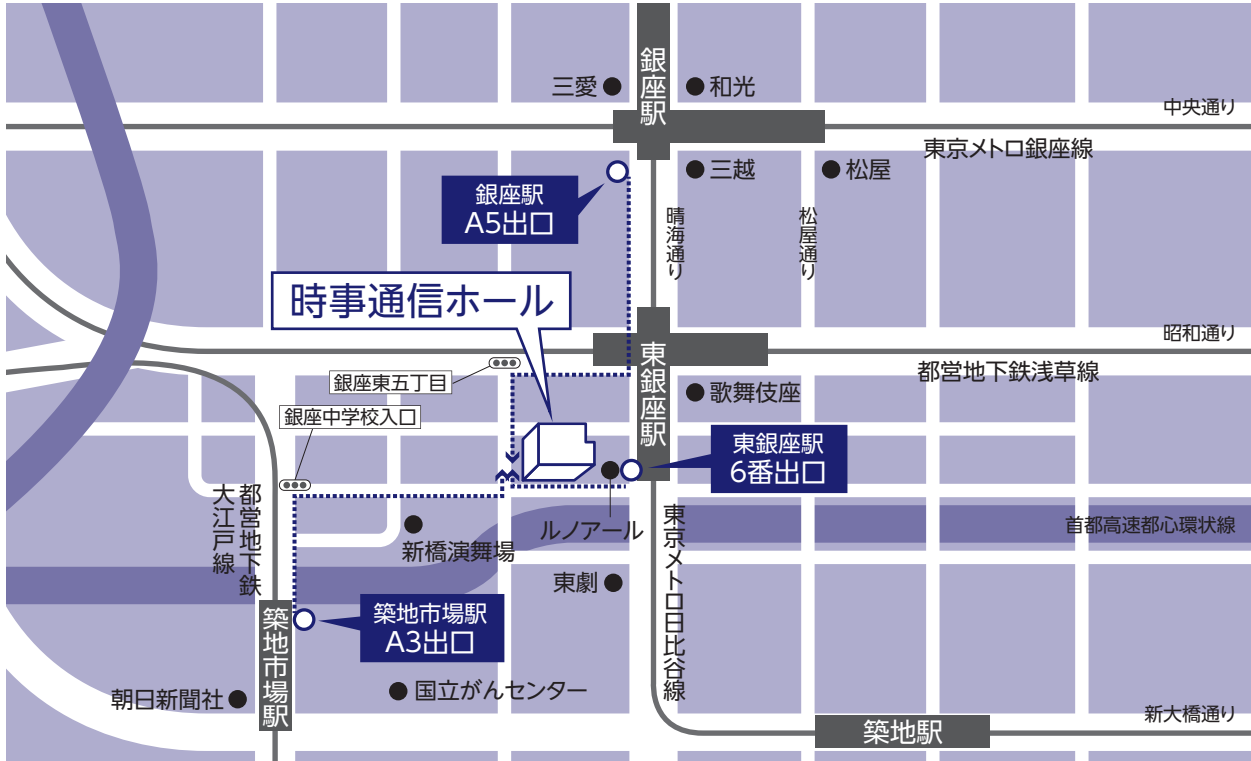 銀座駅
三愛
和光
中央通り
東京メトロ銀座線
三越
松屋
銀座駅
A5出口
晴海通り
松屋通り
時事通信ホール
昭和通り
都営地下鉄浅草線
東銀座駅
銀座東五丁目
歌舞伎座
銀座中学校入口
東銀座駅
6番出口
都営地下鉄
大江戸線
ルノアール
新橋演舞場
東京メトロ日比谷線
首都高速都心環状線
東劇
築地市場駅
A3出口
築地市場駅
朝日新聞社
国立がんセンター
新大橋通り
築地駅